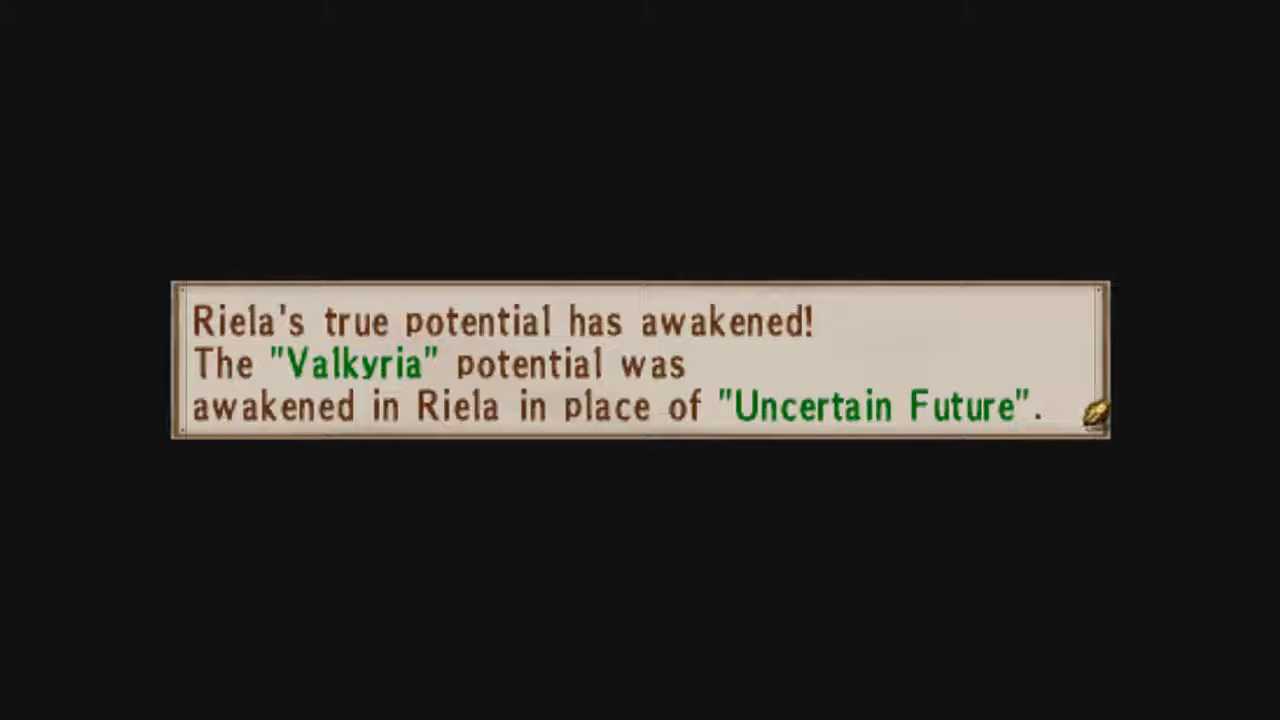 Riela's true potential has awakened!
The "Valkyria" potential was
awakened in Riela in place of "Uncertain Future".